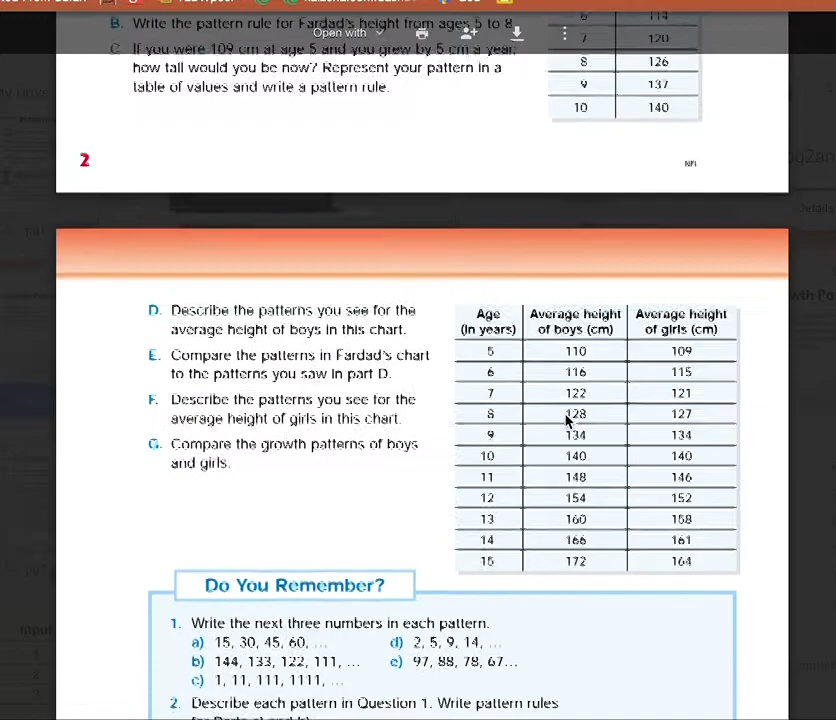 B. Write the pattern rule for Fardad's height from ages 5 to 8.
Open with
C. If you were 109 cm at age 5 and you grew by 5 cm a year,
how tall would you be now? Represent your pattern in a
table of values and write a pattern rule.
6 114
7 120
8 126
9 137
10 140
2
NEL
D. Describe the patterns you see for the
average height of boys in this chart.
E. Compare the patterns in Fardad's chart
to the patterns you saw in part D.
F. Describe the patterns you see for the
average height of girls in this chart.
G. Compare the growth patterns of boys
and girls.
Age Average height Average height
(in years) of boys (cm) of girls (cm)
5 110 109
6 116 115
7 122 121
8 128 127
9 134 134
10 140 140
11 148 146
12 154 152
13 160 158
14 166 161
15 172 164
Do You Remember?
1. Write the next three numbers in each pattern.
a) 15, 30, 45, 60, ... d) 2, 5, 9, 14, ...
b) 144, 133, 122, 111, ... e) 97, 88, 78, 67...
c) 1, 11, 111, 1111, ...
2. Describe each pattern in Question 1. Write pattern rules